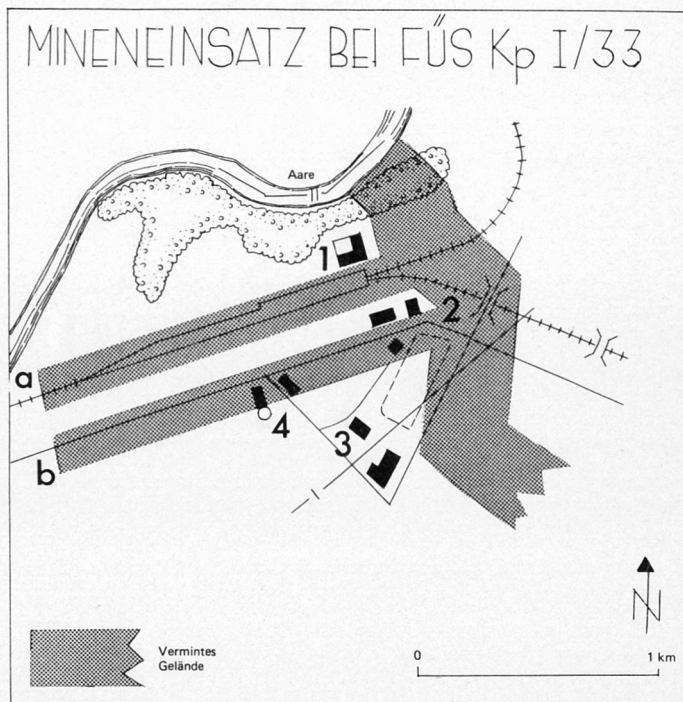 MINENEINSATZ BEI FÜS Kp I/33
Aare
1
2
a
3
4
b
N
Vermintes
Gelände
0 1 km